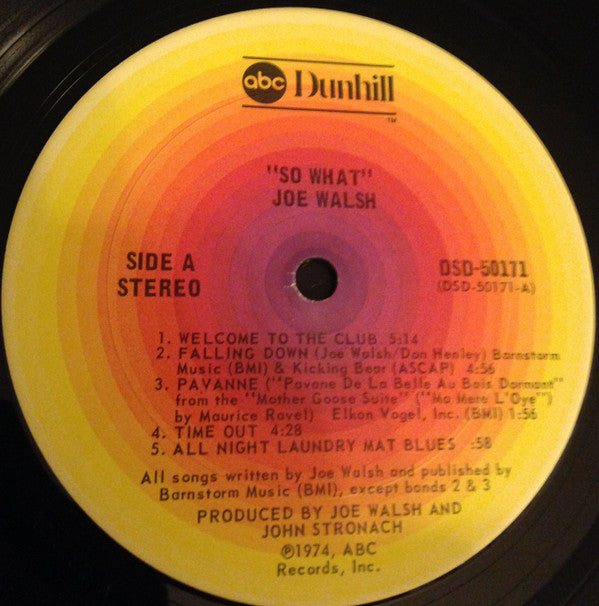 abc Dunhill
TM
"SO WHAT"
JOE WALSH
SIDE A
STEREO
DSD-50171
(DSD-50171-A)
1. WELCOME TO THE CLUB 5:14
2. FALLING DOWN (Joe Walsh/Don Henley) Barnstorm
Music (BMI) & Kicking Bear (ASCAP) 4:56
3. PAVANNE ("Pavane De La Belle Au Bois Dormant"
from the "Mother Goose Suite" ("Ma Mere L'Oye")
by Maurice Ravel) Elkon Vogel, Inc. (BMI) 1:56
4. TIME OUT 4:28
5. ALL NIGHT LAUNDRY MAT BLUES :58
All songs written by Joe Walsh and published by
Barnstorm Music (BMI), except bands 2 & 3
PRODUCED BY JOE WALSH AND
JOHN STRONACH
℗1974, ABC
Records, Inc.